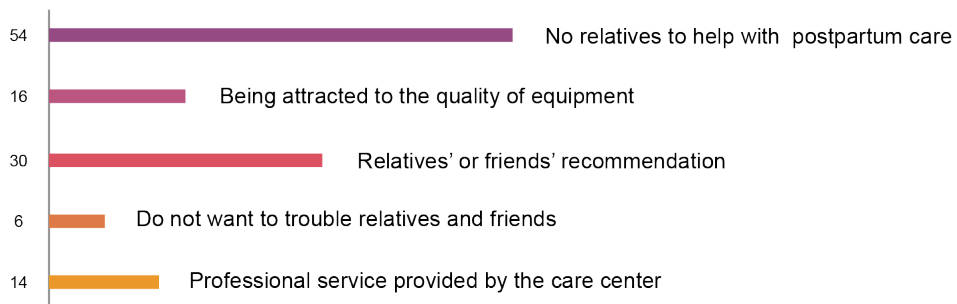 54 No relatives to help with postpartum care
16 Being attracted to the quality of equipment
30 Relatives’ or friends’ recommendation
6 Do not want to trouble relatives and friends
14 Professional service provided by the care center